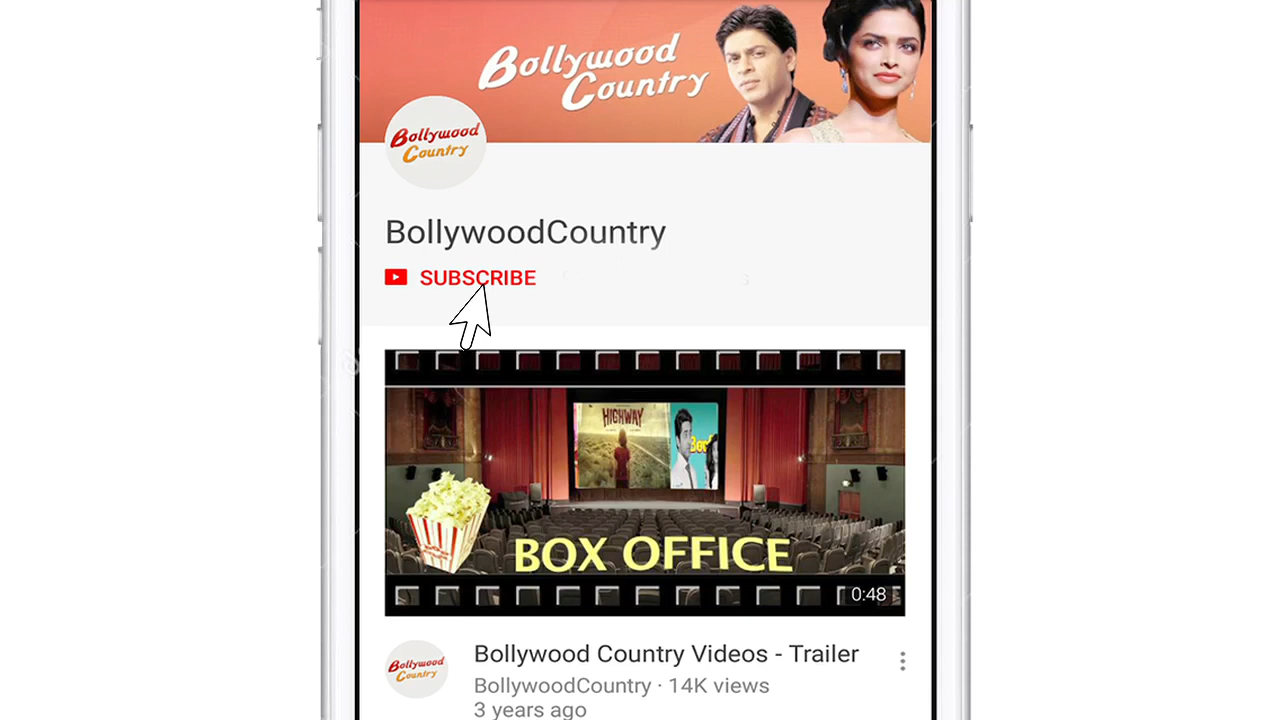 Bollywood
Country
Bollywood
Country
BollywoodCountry
SUBSCRIBE
HIGHWAY
BOX OFFICE
0:48
Bollywood Country Videos - Trailer
Bollywood
Country
BollywoodCountry · 14K views
3 years ago